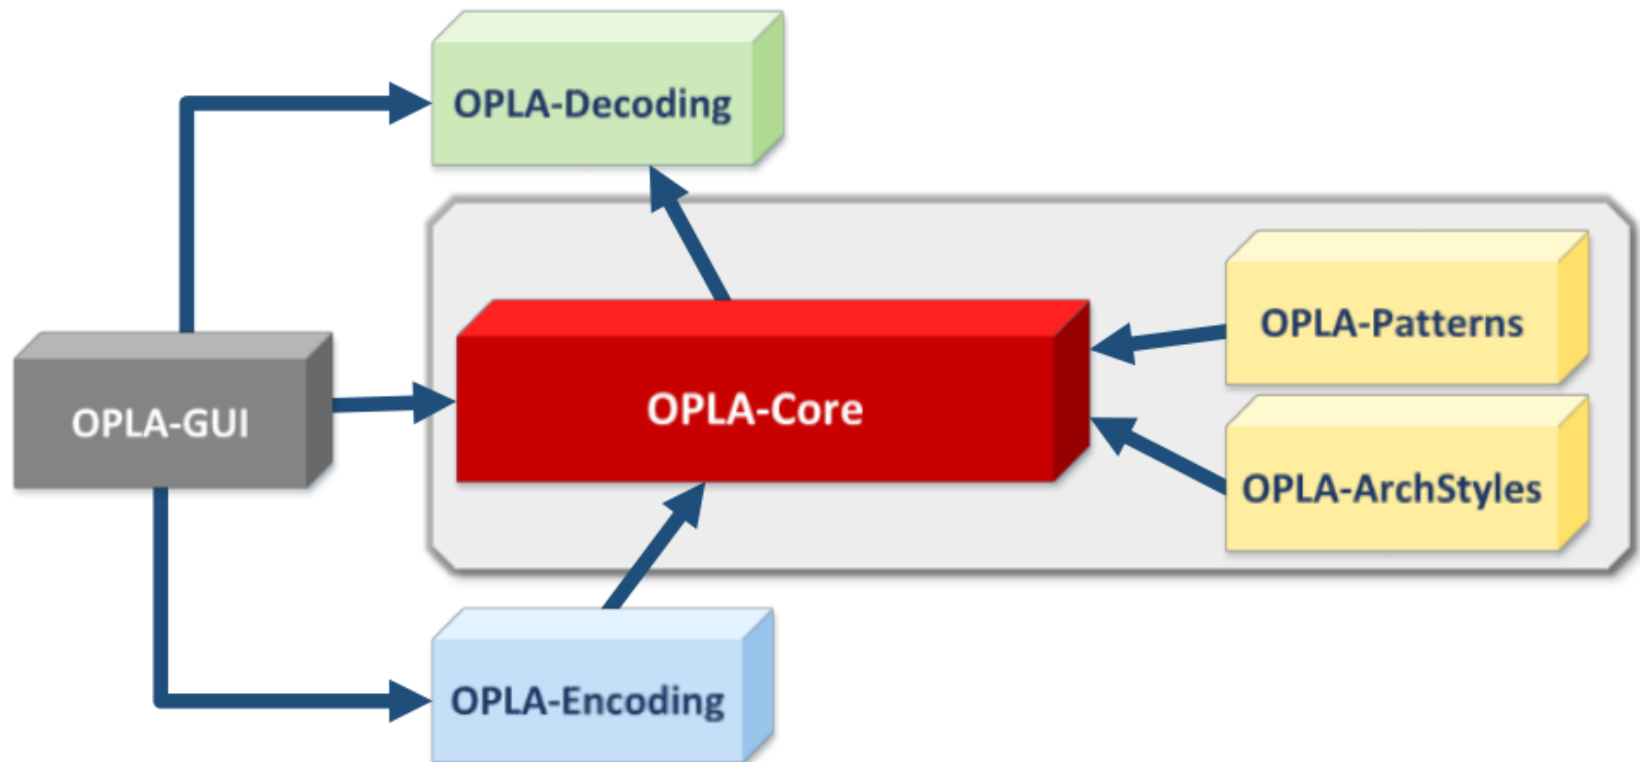 OPLA-Decoding
OPLA-Patterns
OPLA-GUI
OPLA-Core
OPLA-ArchStyles
OPLA-Encoding